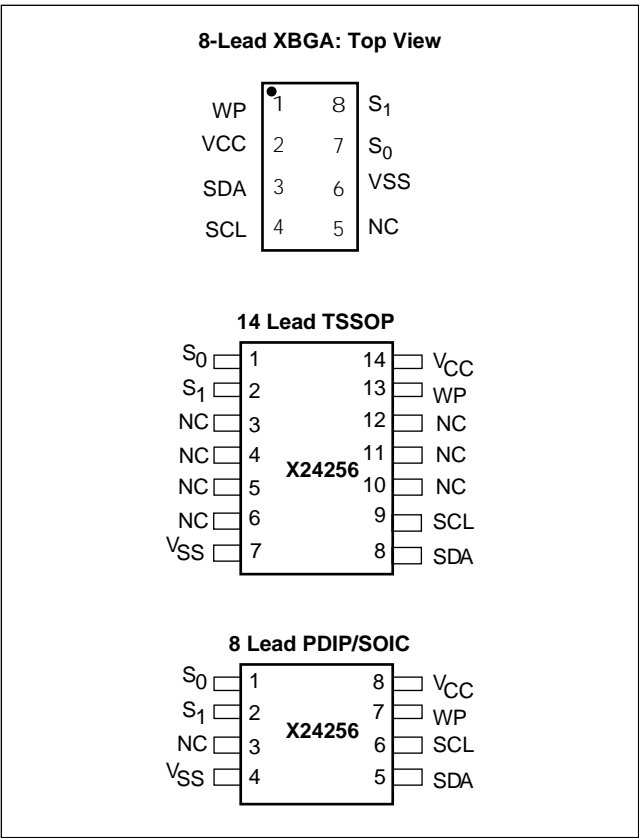 8-Lead XBGA: Top View
WP 1 8 S1
VCC 2 7 S0
SDA 3 6 VSS
SCL 4 5 NC
14 Lead TSSOP
S0 1 14 VCC
S1 2 13 WP
NC 3 12 NC
NC 4 11 NC
X24256
NC 5 10 NC
NC 6 9 SCL
VSS 7 8 SDA
8 Lead PDIP/SOIC
S0 1 8 VCC
S1 2 7 WP
X24256
NC 3 6 SCL
VSS 4 5 SDA